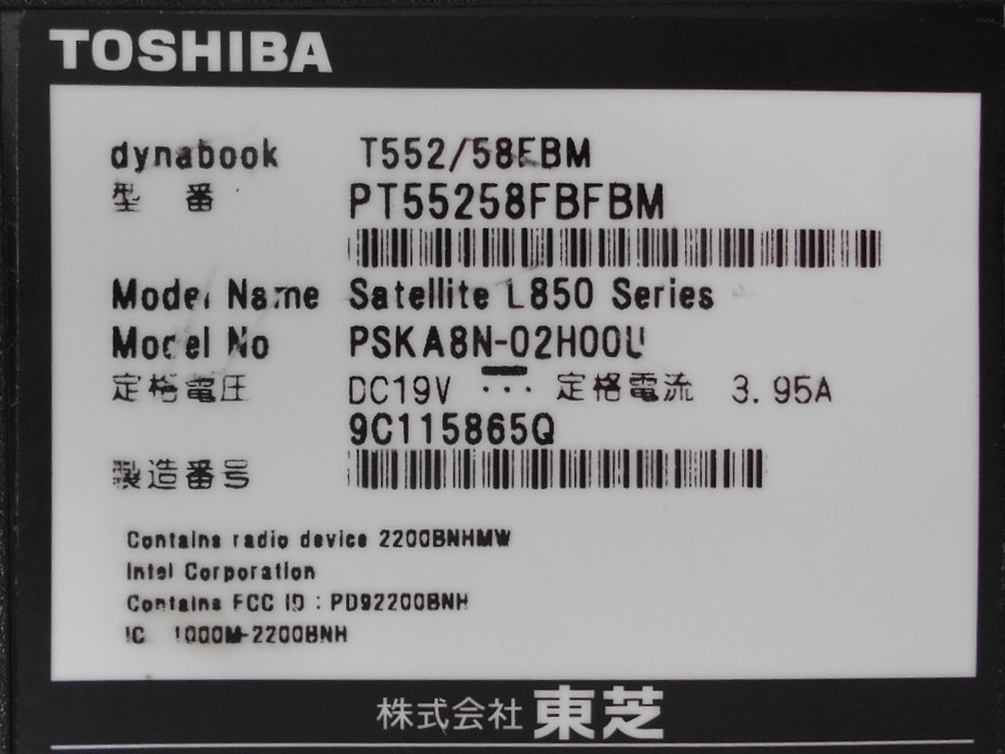 TOSHIBA
dynabook T552/58FBM
型 番 PT55258FBFBM
Model Name Satellite L850 Series
Model No PSKA8N-02H00U
定格電圧 DC19V 定格電流 3.95A
9C115865Q
製造番号
Contains radio device 2200BNHMW
Intel Corporation
Contains FCC ID : PD92200BNH
IC 1000M-2200BNH
株式会社 東芝